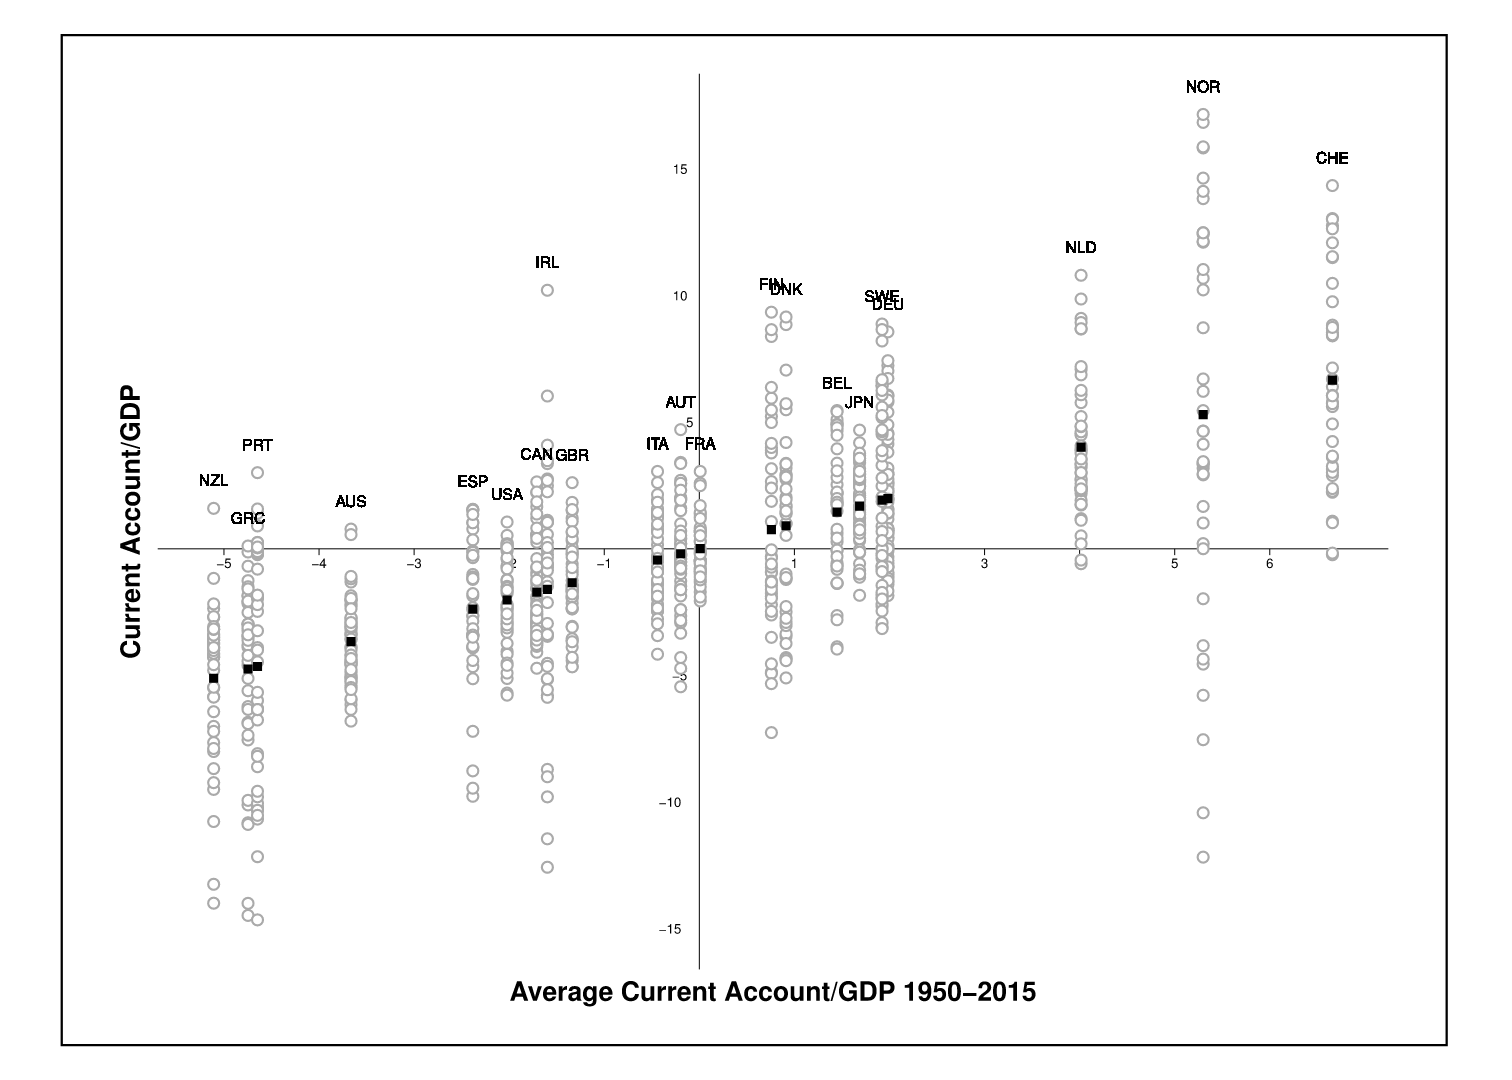 NOR
CHE
15
NLD
IRL
FIN
DNK
10
SWE
DEU
BEL
AUT
JPN
5
PRT
ITA
FRA
CAN
GBR
NZL
ESP
USA
AUS
GRC
−5
−4
−3
2
−1
1
3
5
6
−5
−10
−15
Current Account/GDP
Average Current Account/GDP 1950−2015